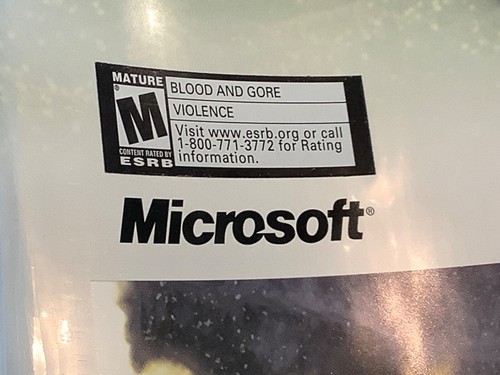 MATURE
M
CONTENT RATED BY
ESRB
BLOOD AND GORE
VIOLENCE
Visit www.esrb.org or call
1-800-771-3772 for Rating
information.
Microsoft®